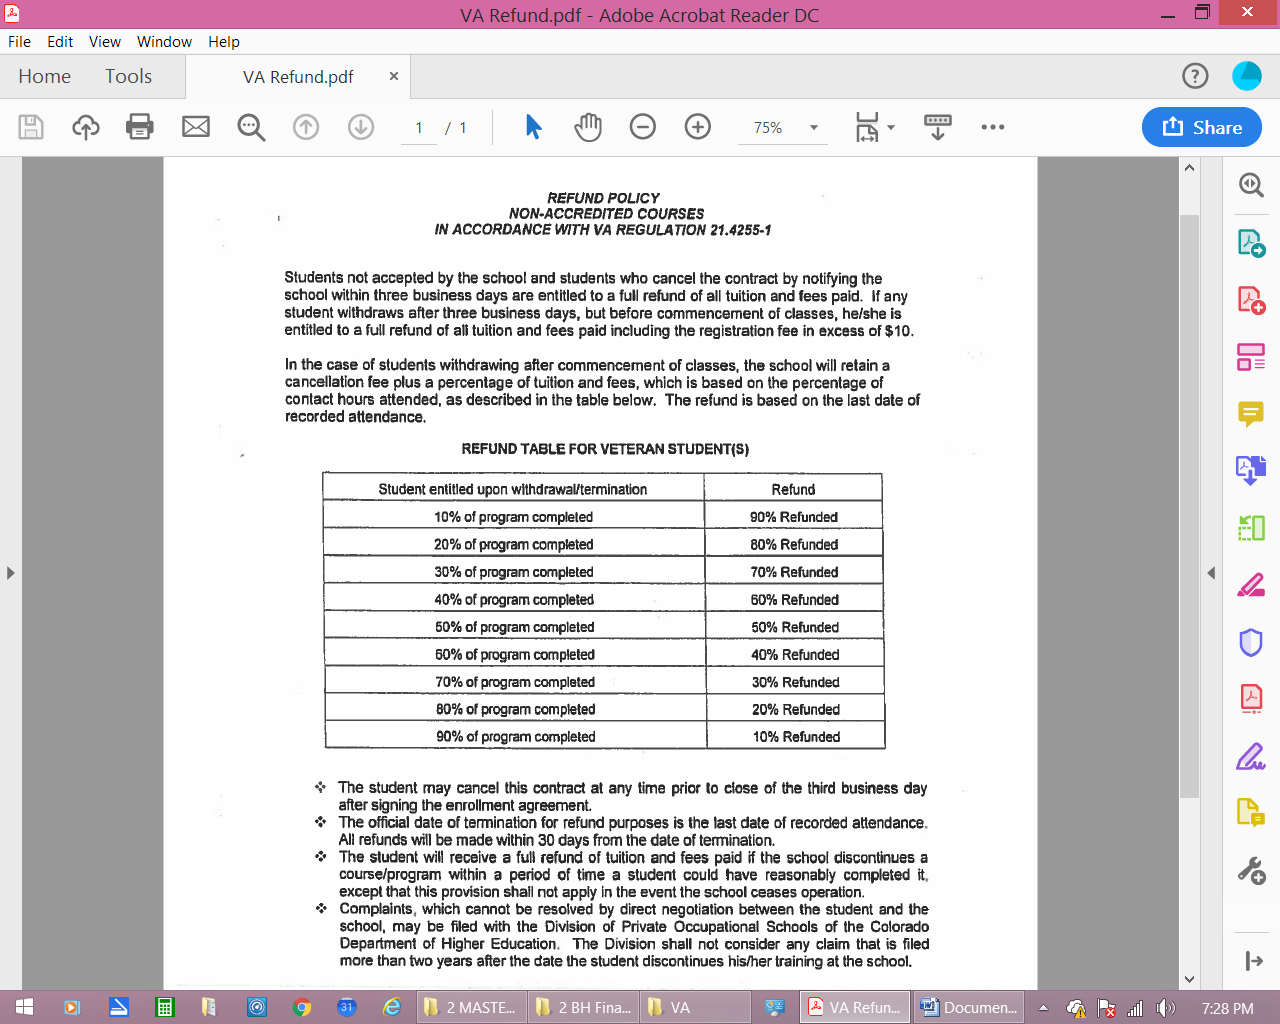 VA Refund.pdf - Adobe Acrobat Reader DC
File Edit View Window Help
Home Tools VA Refund.pdf ×
1 / 1 75% Share
REFUND POLICY
NON-ACCREDITED COURSES
IN ACCORDANCE WITH VA REGULATION 21.4255-1
Students not accepted by the school and students who cancel the contract by notifying the
school within three business days are entitled to a full refund of all tuition and fees paid. If any
student withdraws after three business days, but before commencement of classes, he/she is
entitled to a full refund of all tuition and fees paid including the registration fee in excess of $10.
In the case of students withdrawing after commencement of classes, the school will retain a
cancellation fee plus a percentage of tuition and fees, which is based on the percentage of
contact hours attended, as described in the table below. The refund is based on the last date of
recorded attendance.
REFUND TABLE FOR VETERAN STUDENT(S)
Student entitled upon withdrawal/termination Refund
10% of program completed 90% Refunded
20% of program completed 80% Refunded
30% of program completed 70% Refunded
40% of program completed 60% Refunded
50% of program completed 50% Refunded
60% of program completed 40% Refunded
70% of program completed 30% Refunded
80% of program completed 20% Refunded
90% of program completed 10% Refunded
❖ The student may cancel this contract at any time prior to close of the third business day
after signing the enrollment agreement.
❖ The official date of termination for refund purposes is the last date of recorded attendance.
All refunds will be made within 30 days from the date of termination.
❖ The student will receive a full refund of tuition and fees paid if the school discontinues a
course/program within a period of time a student could have reasonably completed it,
except that this provision shall not apply in the event the school ceases operation.
❖ Complaints, which cannot be resolved by direct negotiation between the student and the
school, may be filed with the Division of Private Occupational Schools of the Colorado
Department of Higher Education. The Division shall not consider any claim that is filed
more than two years after the date the student discontinues his/her training at the school.
31 2 MASTE... 2 BH Fina... VA VA Refun... Documen... 7:28 PM